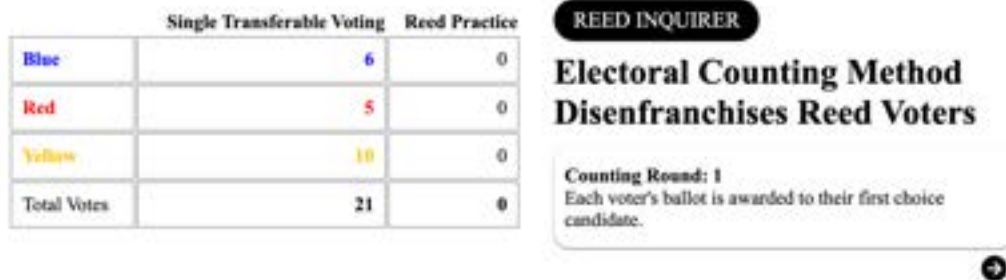 Single Transferable Voting Reed Practice
Blue 6 0
Red 5 0
Yellow 10 0
Total Votes 21 0
REED INQUIRER
Electoral Counting Method
Disenfranchises Reed Voters
Counting Round: 1
Each voter's ballot is awarded to their first choice
candidate.